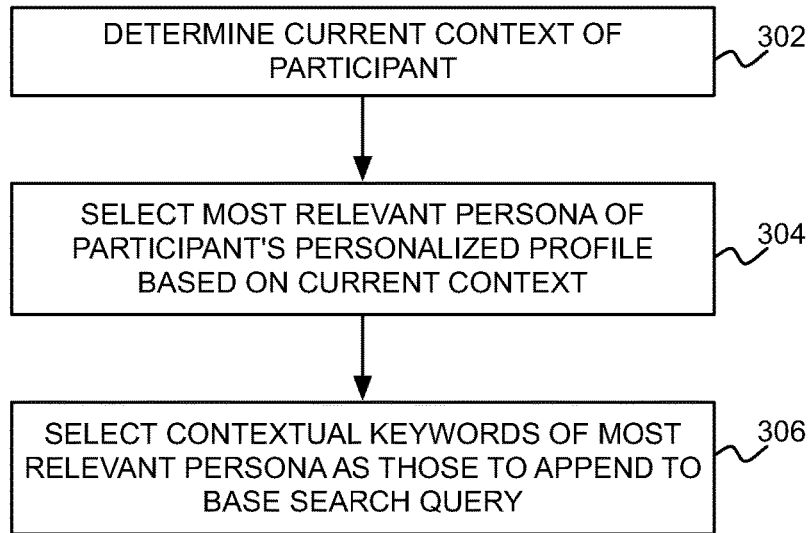 DETERMINE CURRENT CONTEXT OF
PARTICIPANT
302
SELECT MOST RELEVANT PERSONA OF
PARTICIPANT'S PERSONALIZED PROFILE
BASED ON CURRENT CONTEXT
304
SELECT CONTEXTUAL KEYWORDS OF MOST
RELEVANT PERSONA AS THOSE TO APPEND TO
BASE SEARCH QUERY
306